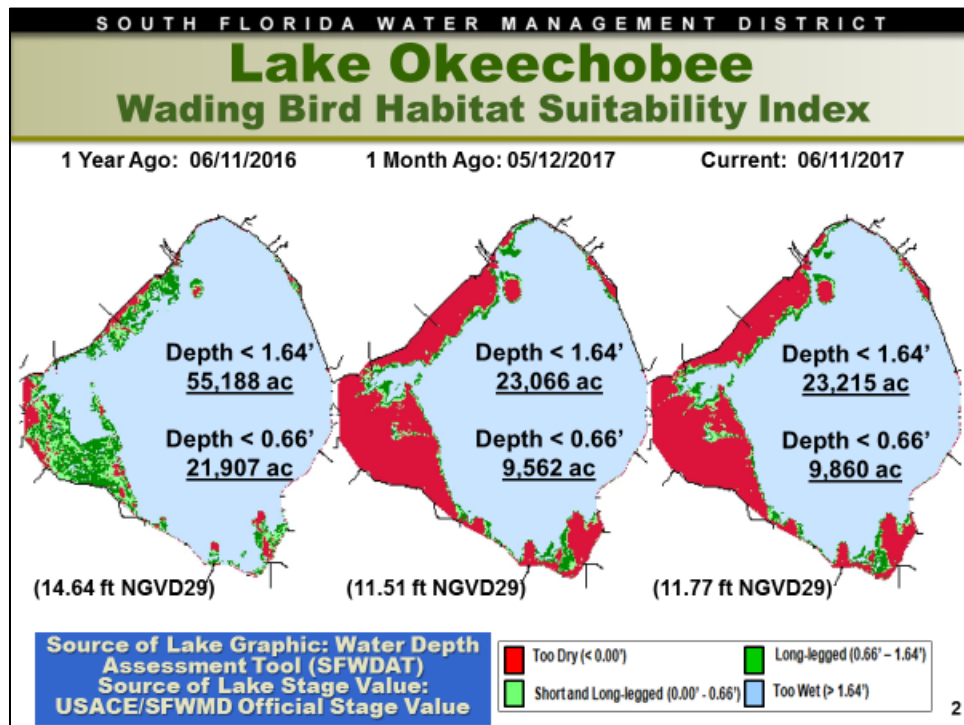 SOUTH FLORIDA WATER MANAGEMENT DISTRICT
Lake Okeechobee
Wading Bird Habitat Suitability Index
1 Year Ago: 06/11/2016
1 Month Ago: 05/12/2017
Current: 06/11/2017
Depth < 1.64'
55,188 ac
Depth < 0.66'
21,907 ac
(14.64 ft NGVD29)
Depth < 1.64'
23,066 ac
Depth < 0.66'
9,562 ac
(11.51 ft NGVD29)
Depth < 1.64'
23,215 ac
Depth < 0.66'
9,860 ac
(11.77 ft NGVD29)
Source of Lake Graphic: Water Depth
Assessment Tool (SFWDAT)
Source of Lake Stage Value:
USACE/SFWMD Official Stage Value
Too Dry (< 0.00')
Long-legged (0.66' – 1.64')
Short and Long-legged (0.00' - 0.66')
Too Wet (> 1.64')
2